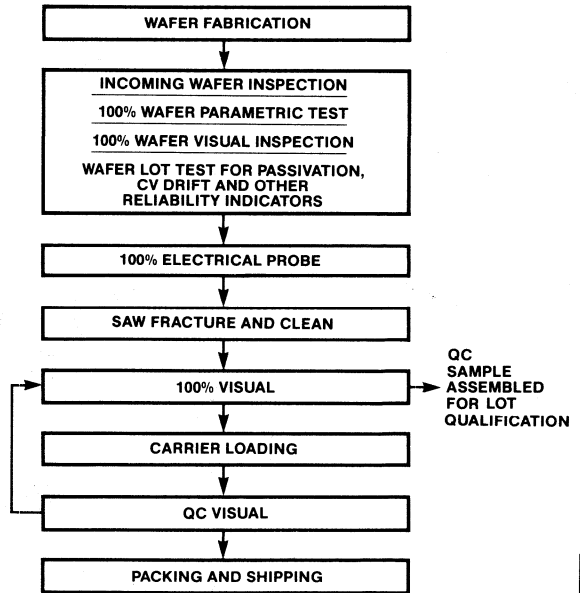 WAFER FABRICATION
INCOMING WAFER INSPECTION
100% WAFER PARAMETRIC TEST
100% WAFER VISUAL INSPECTION
WAFER LOT TEST FOR PASSIVATION,
CV DRIFT AND OTHER
RELIABILITY INDICATORS
100% ELECTRICAL PROBE
SAW FRACTURE AND CLEAN
100% VISUAL
QC
SAMPLE
ASSEMBLED
FOR LOT
QUALIFICATION
CARRIER LOADING
QC VISUAL
PACKING AND SHIPPING